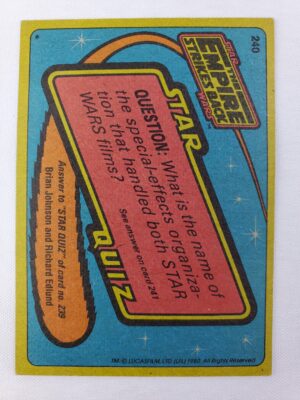 240
STAR
THE
EMPIRE
STRIKES BACK
WARS
STAR
QUESTION: What is the name of
the special-effects organiza-
tion that handled both STAR
WARS films?
See answer on card 241
QUIZ
Answer to "STAR QUIZ" of card no. 239
Brian Johnson and Richard Edlund
TM: © LUCASFILM, LTD (LFL) 1980. All Rights Reserved